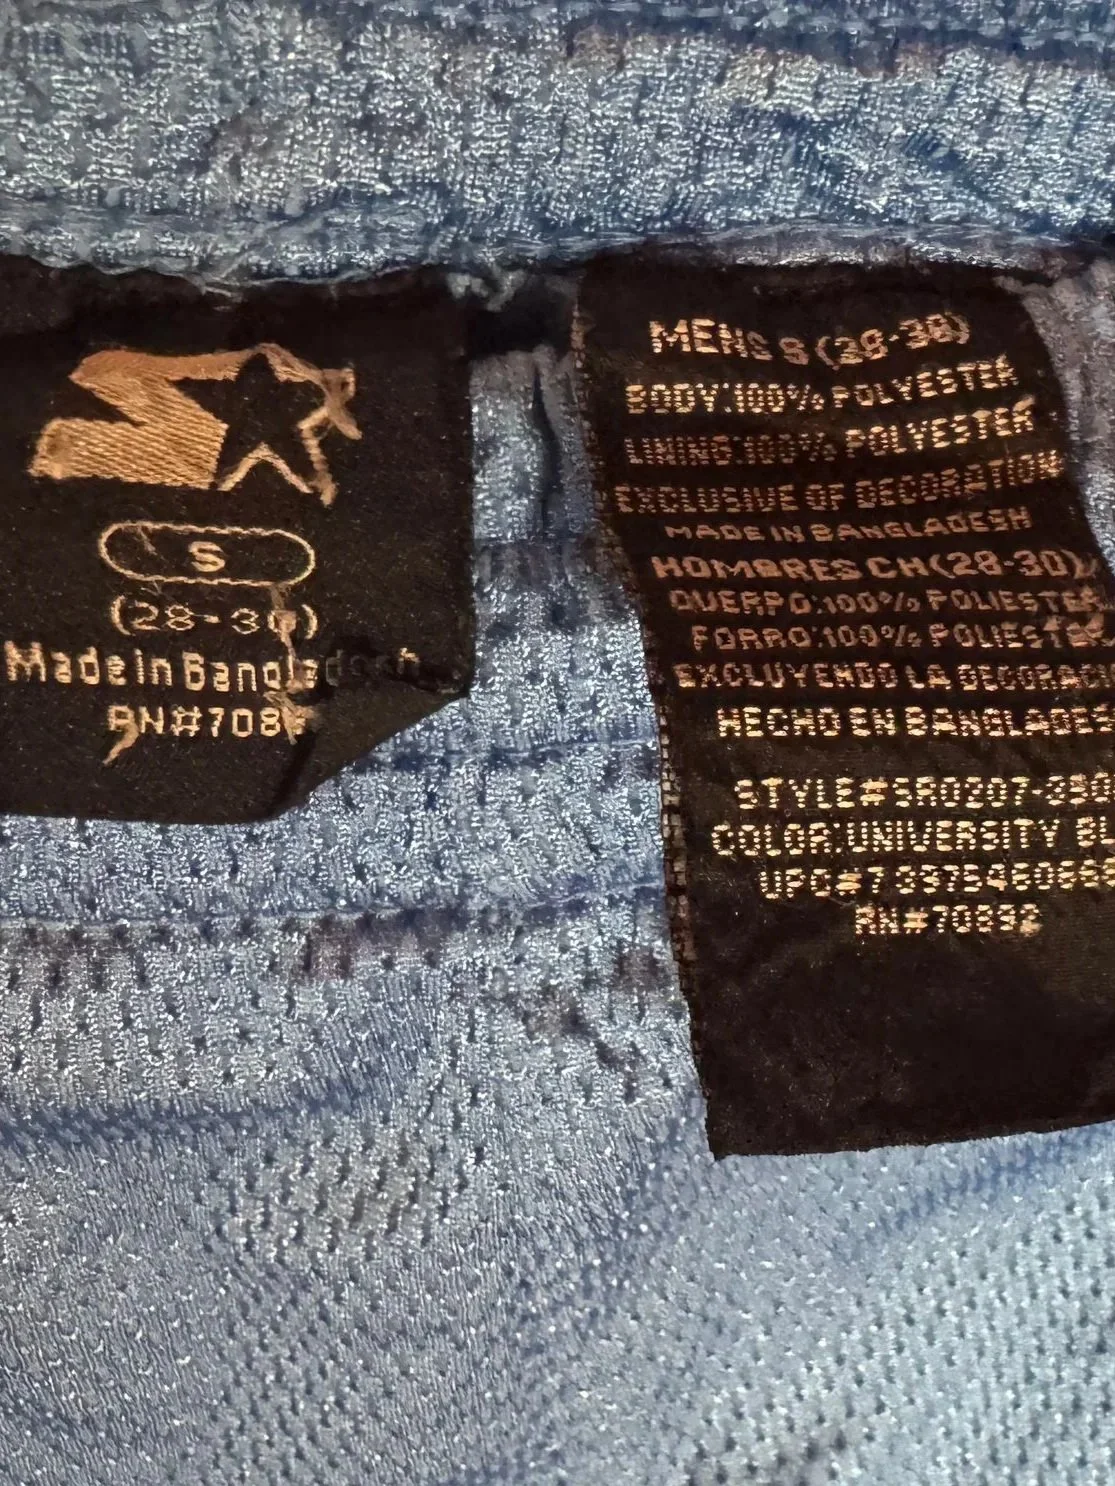 S
(28-30)
Made in Bangladesh
RN#7089
MENS S (28-30)
BODY:100% POLYESTER
LINING:100% POLYESTER
EXCLUSIVE OF DECORATION
MADE IN BANGLADESH
HOMBRES CH(28-30)
CUERPO:100% POLIESTER
FORRO:100% POLIESTER
EXCLUYENDO LA DECORACI
HECHO EN BANGLADES
STYLE#SR0207-
COLOR:UNIVERSITY BL
UPC#
RN#70892